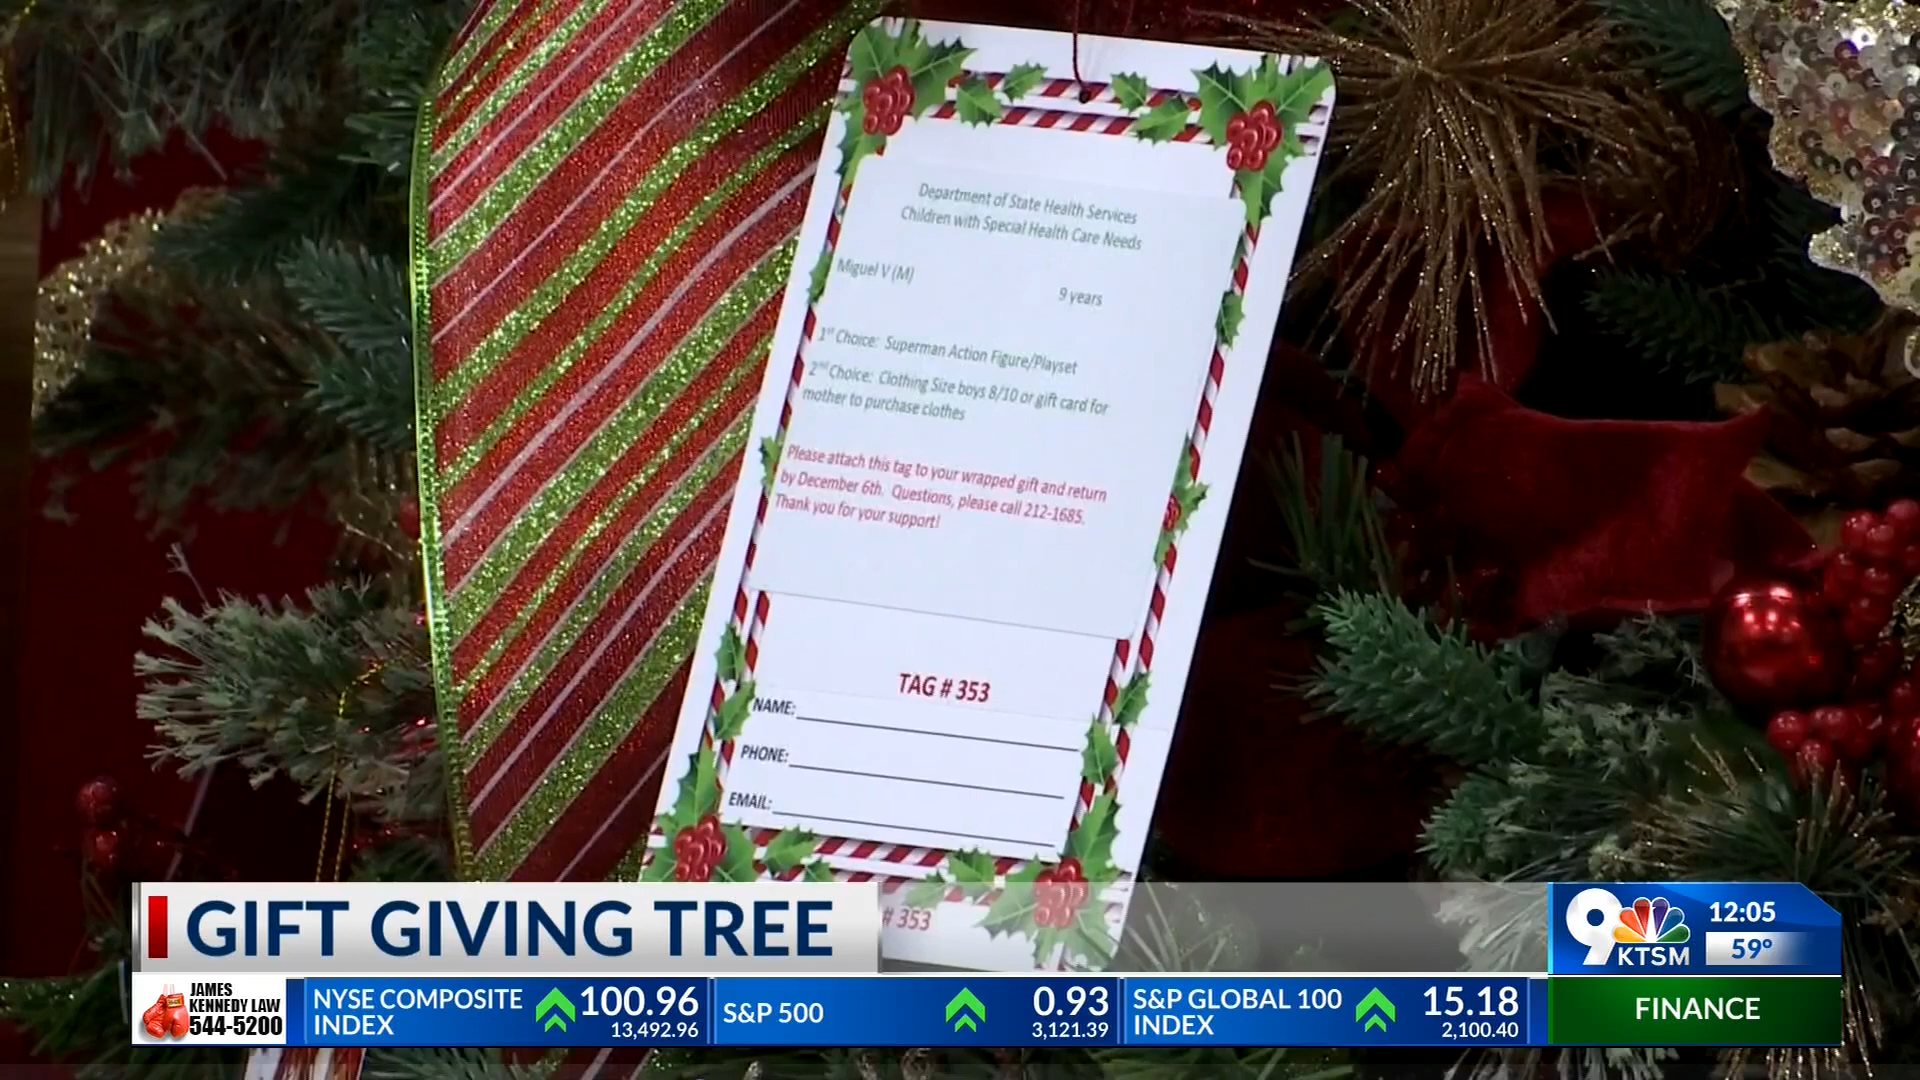 Department of State Health Services
Children with Special Health Care Needs
Miguel V (M)
9 years
1st Choice: Superman Action Figure/Playset
2nd Choice: Clothing Size boys 8/10 or gift card for
mother to purchase clothes
Please attach this tag to your wrapped gift and return
by December 6th. Questions, please call 212-1685.
Thank you for your support!
TAG # 353
NAME:
PHONE:
EMAIL:
# 353
GIFT GIVING TREE
9 KTSM
12:05
59°
JAMES
KENNEDY LAW
544-5200
NYSE COMPOSITE
INDEX
100.96
13,492.96
S&P 500
0.93
3,121.39
S&P GLOBAL 100
INDEX
15.18
2,100.40
FINANCE